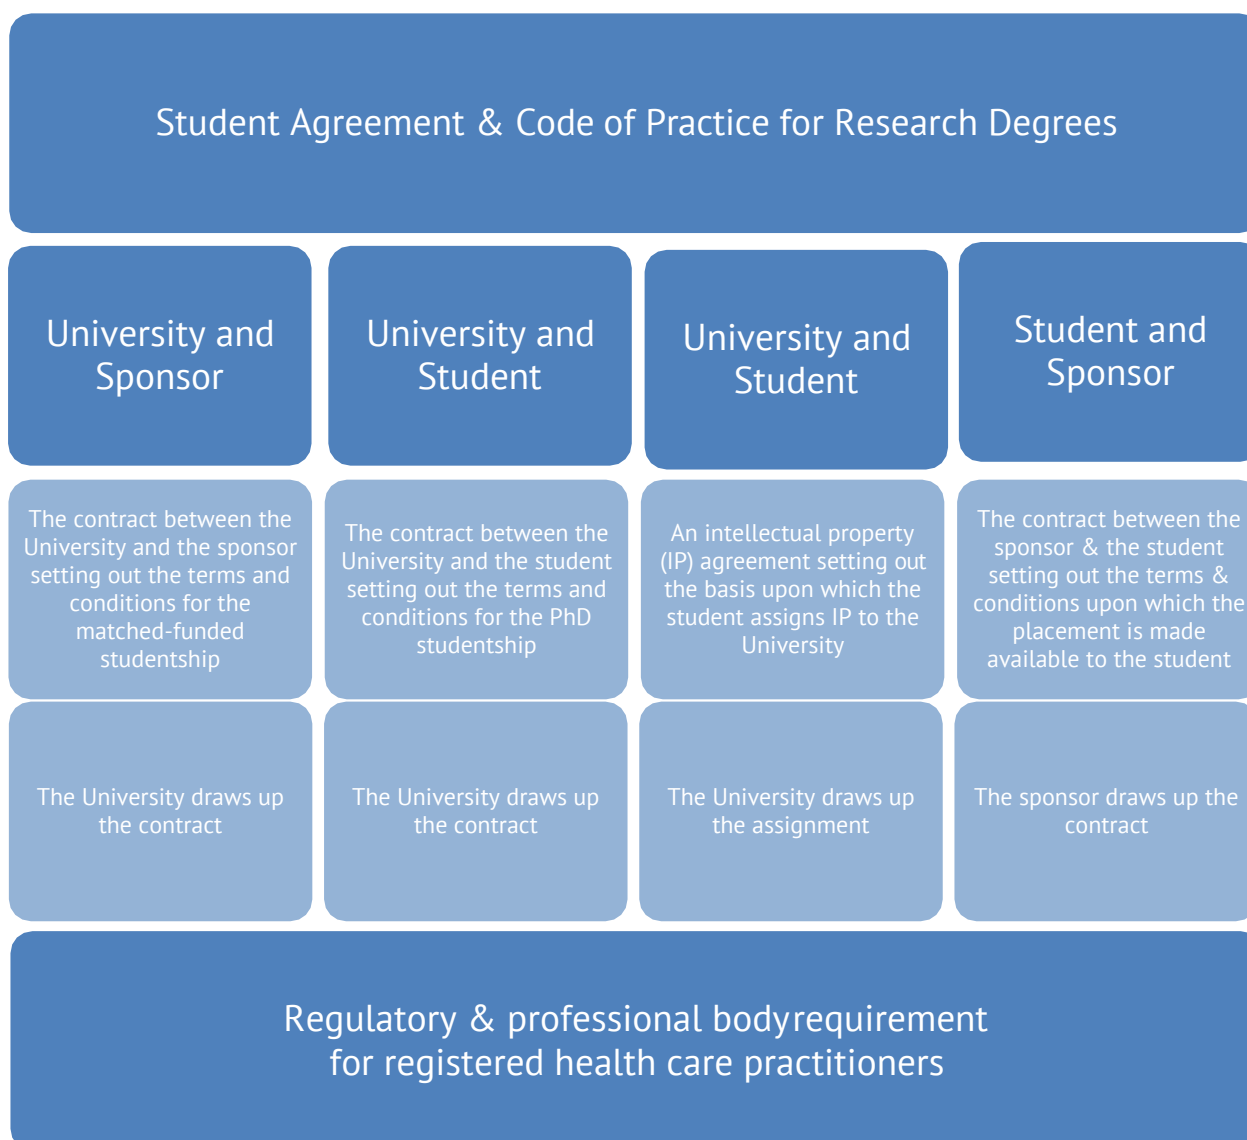 Student Agreement & Code of Practice for Research Degrees
University and
Sponsor
University and
Student
University and
Student
Student and
Sponsor
The contract between the
University and the sponsor
setting out the terms and
conditions for the
matched-funded
studentship
The contract between the
University and the student
setting out the terms and
conditions for the PhD
studentship
An intellectual property
(IP) agreement setting out
the basis upon which the
student assigns IP to the
University
The contract between the
sponsor & the student
setting out the terms &
conditions upon which the
placement is made
available to the student
The University draws up
the contract
The University draws up
the contract
The University draws up
the assignment
The sponsor draws up the
contract
Regulatory & professional bodyrequirement
for registered health care practitioners